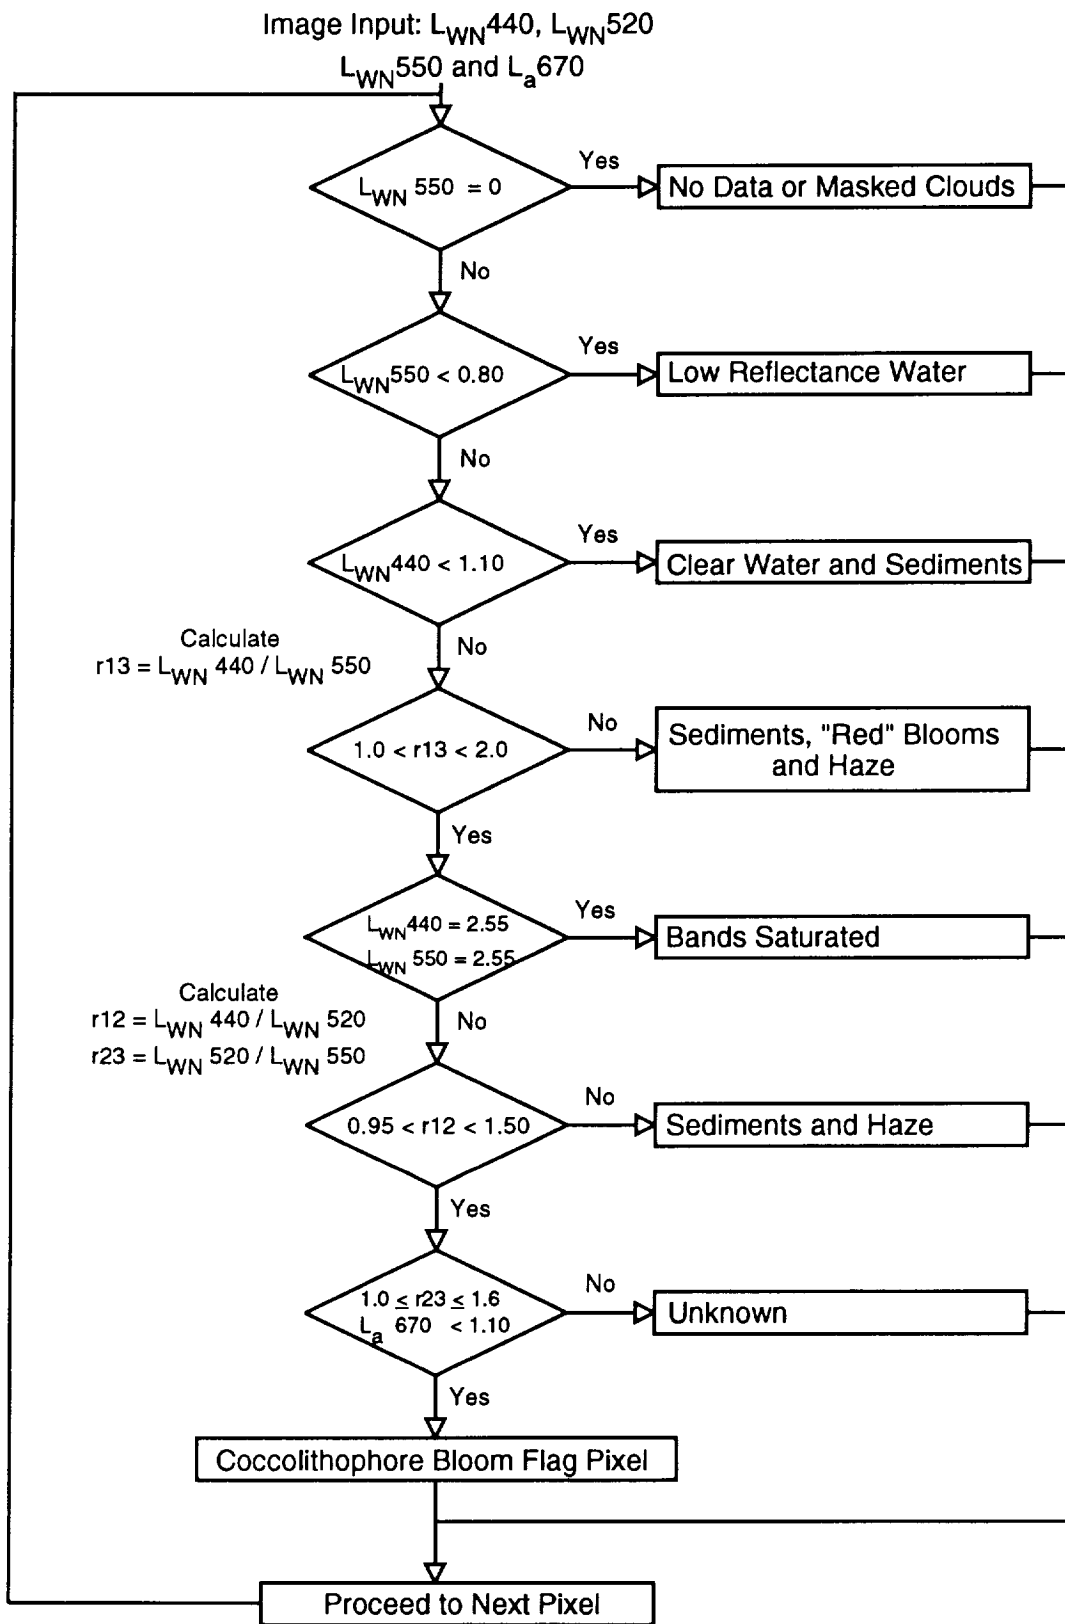 Image Input: LWN440, LWN520
LWN550 and La670
LWN 550 = 0
Yes
No Data or Masked Clouds
No
LWN550 < 0.80
Yes
Low Reflectance Water
No
LWN440 < 1.10
Yes
Clear Water and Sediments
No
Calculate
r13 = LWN 440 / LWN 550
1.0 < r13 < 2.0
No
Sediments, "Red" Blooms
and Haze
Yes
LWN440 = 2.55
LWN 550 = 2.55
Yes
Bands Saturated
No
Calculate
r12 = LWN 440 / LWN 520
r23 = LWN 520 / LWN 550
0.95 < r12 < 1.50
No
Sediments and Haze
Yes
1.0 ≤ r23 ≤ 1.6
La 670 < 1.10
No
Unknown
Yes
Coccolithophore Bloom Flag Pixel
Proceed to Next Pixel